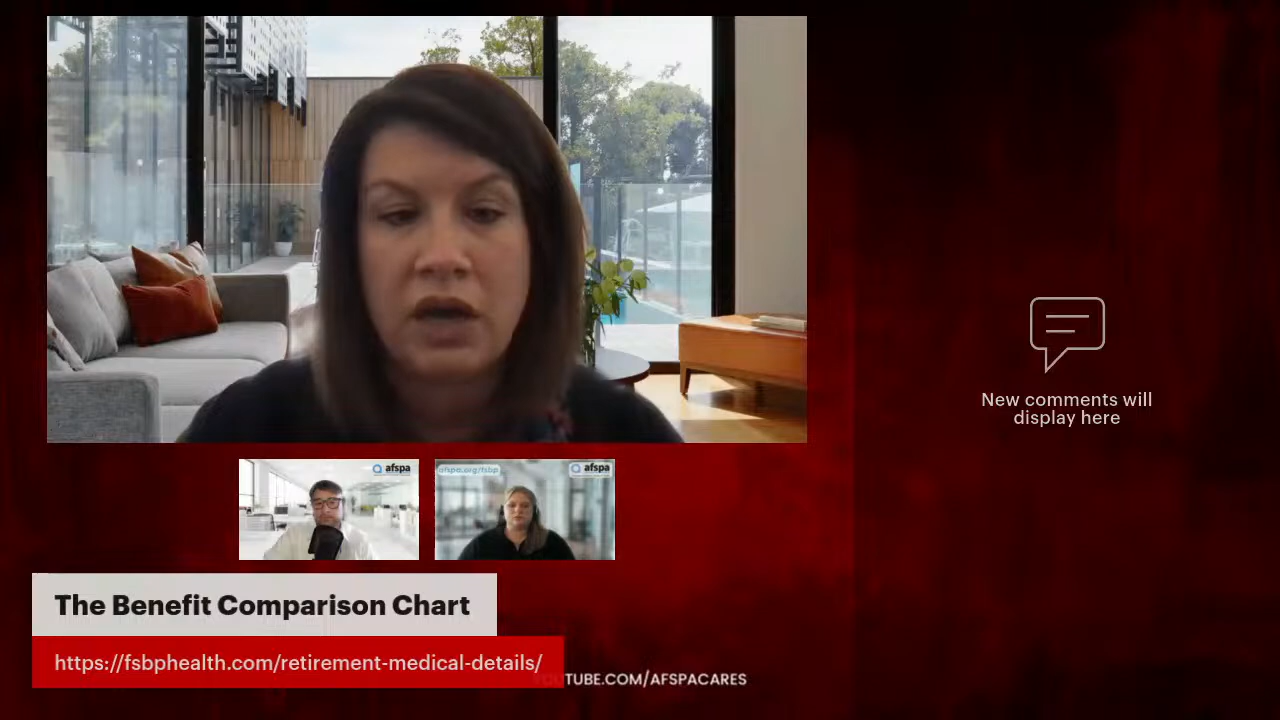 New comments will
display here
afspa
afspa.org/fsbp
afspa
The Benefit Comparison Chart
https://fsbphealth.com/retirement-medical-details/
YOUTUBE.COM/AFSPACARES